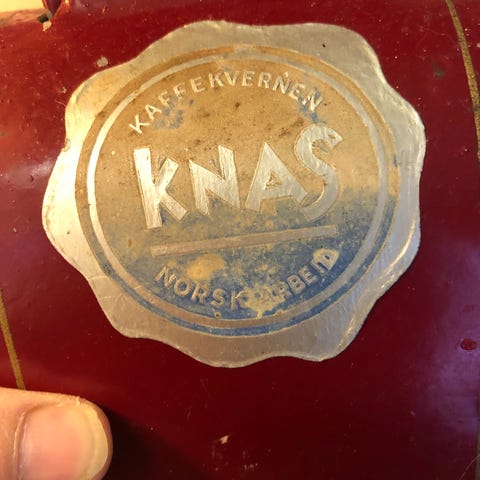 KAFFEKVERNEN
KNAS
NORSK ARBEID